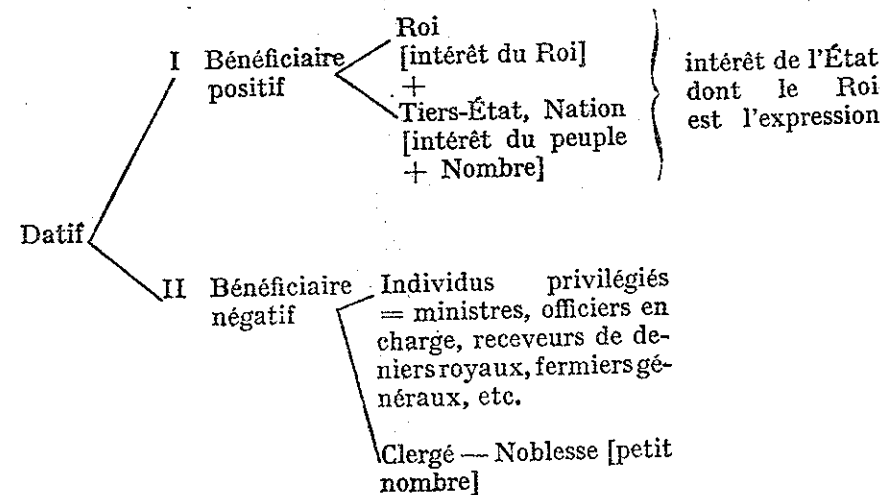 Roi
I Bénéficiaire
positif
[intérêt du Roi]
+
Tiers-État, Nation
[intérêt du peuple
+ Nombre]
intérêt de l'État
dont le Roi
est l'expression
Datif
II Bénéficiaire
négatif
Individus privilégiés
= ministres, officiers en
charge, receveurs de de-
niers royaux, fermiers gé-
néraux, etc.
Clergé — Noblesse [petit
nombre]